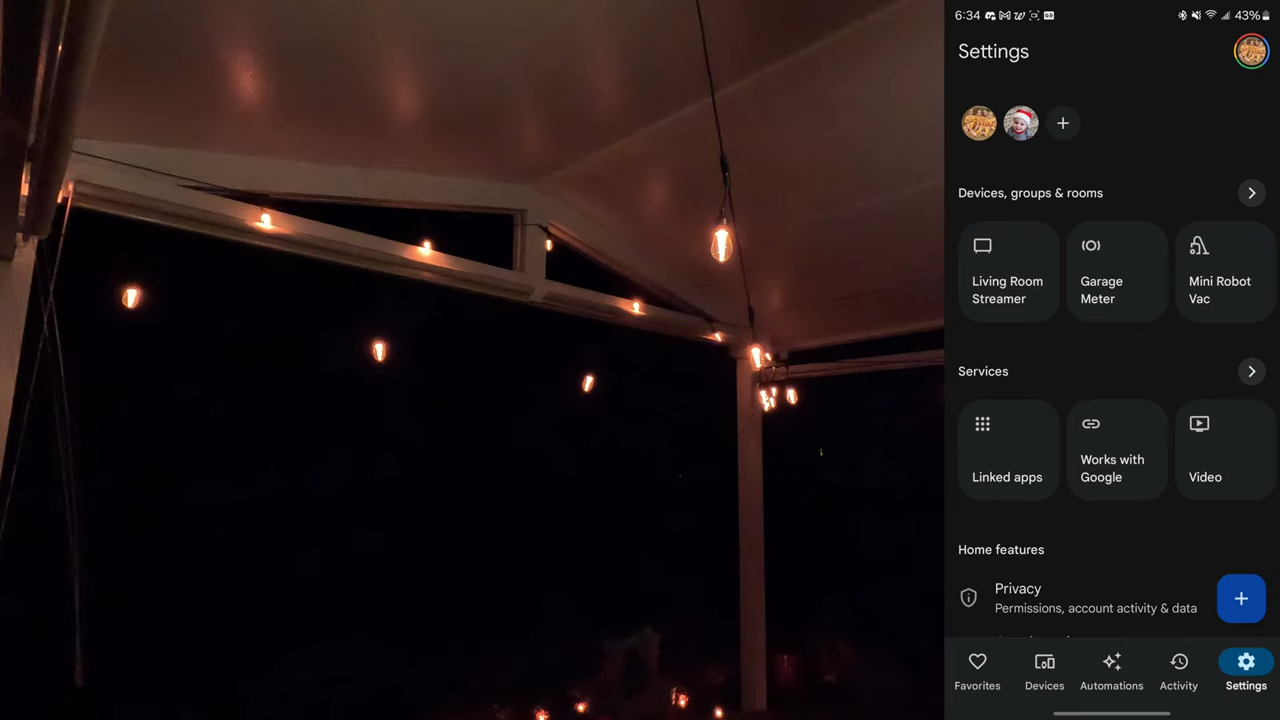 6:34
43%
Settings
Devices, groups & rooms
Living Room
Streamer
Garage
Meter
Mini Robot
Vac
Services
Linked apps
Works with
Google
Video
Home features
Privacy
Permissions, account activity & data
Favorites
Devices
Automations
Activity
Settings